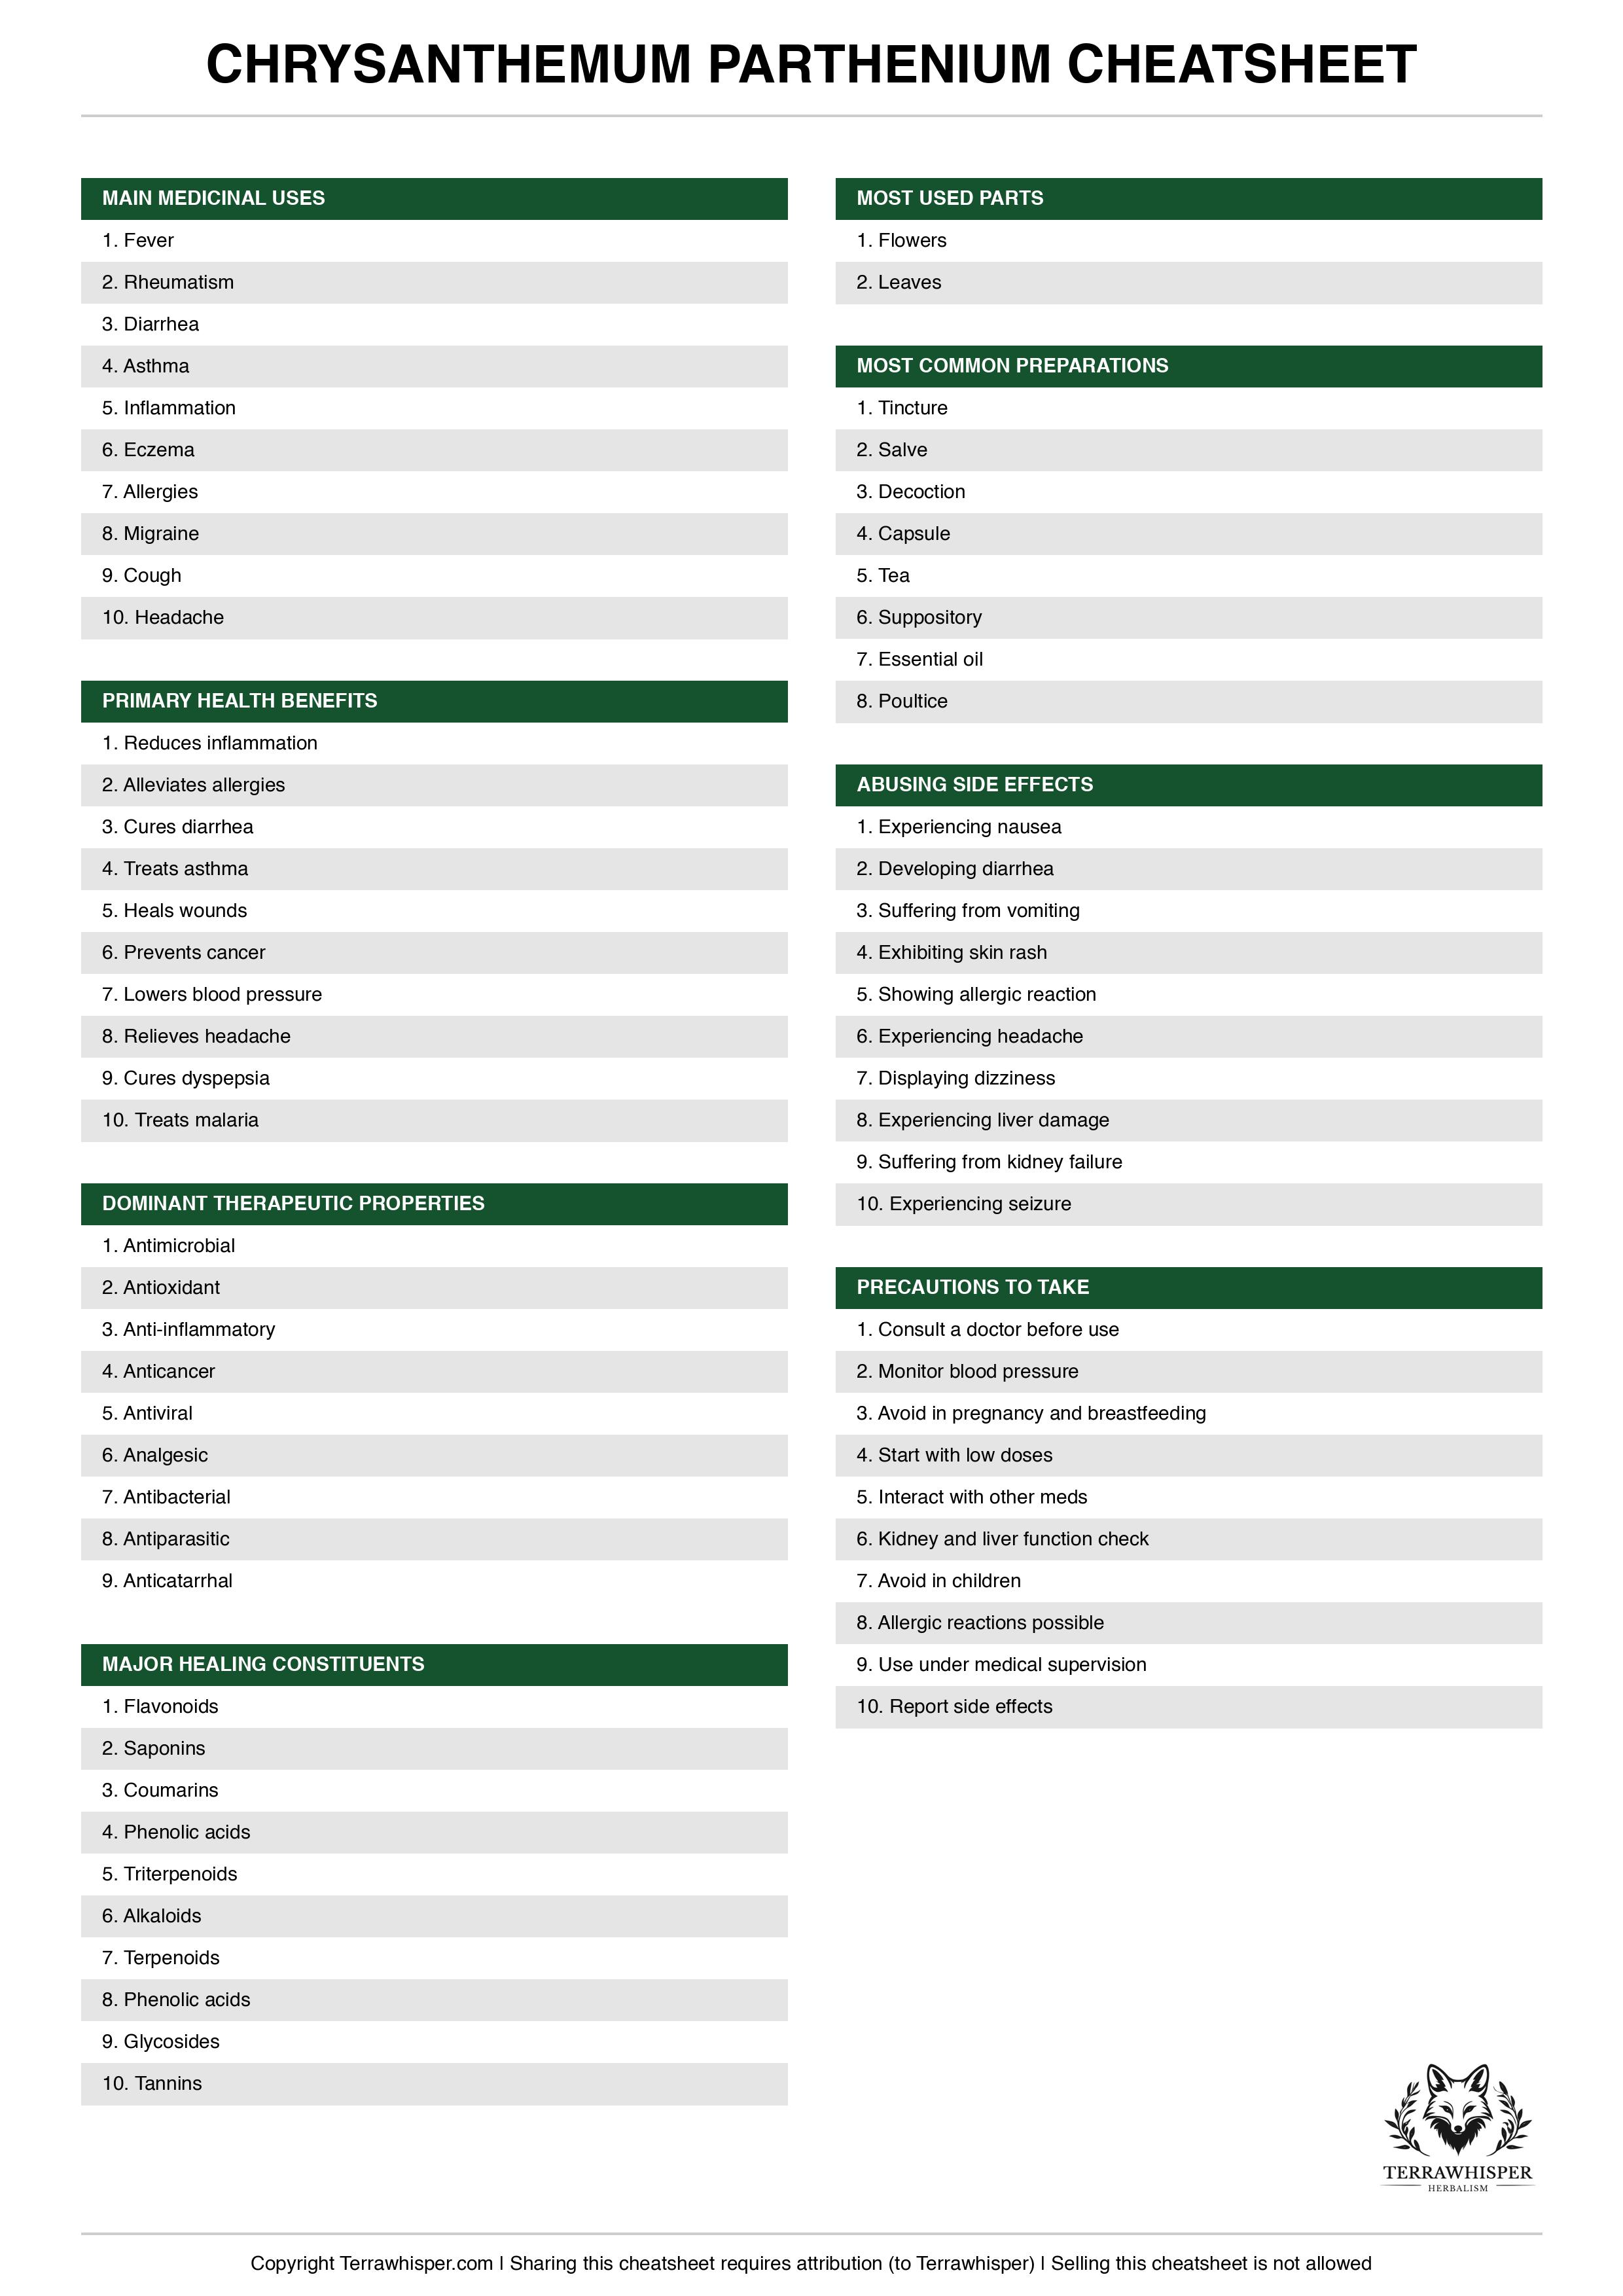 CHRYSANTHEMUM PARTHENIUM CHEATSHEET
MAIN MEDICINAL USES
1. Fever
2. Rheumatism
3. Diarrhea
4. Asthma
5. Inflammation
6. Eczema
7. Allergies
8. Migraine
9. Cough
10. Headache
PRIMARY HEALTH BENEFITS
1. Reduces inflammation
2. Alleviates allergies
3. Cures diarrhea
4. Treats asthma
5. Heals wounds
6. Prevents cancer
7. Lowers blood pressure
8. Relieves headache
9. Cures dyspepsia
10. Treats malaria
DOMINANT THERAPEUTIC PROPERTIES
1. Antimicrobial
2. Antioxidant
3. Anti-inflammatory
4. Anticancer
5. Antiviral
6. Analgesic
7. Antibacterial
8. Antiparasitic
9. Anticatarrhal
MAJOR HEALING CONSTITUENTS
1. Flavonoids
2. Saponins
3. Coumarins
4. Phenolic acids
5. Triterpenoids
6. Alkaloids
7. Terpenoids
8. Phenolic acids
9. Glycosides
10. Tannins
MOST USED PARTS
1. Flowers
2. Leaves
MOST COMMON PREPARATIONS
1. Tincture
2. Salve
3. Decoction
4. Capsule
5. Tea
6. Suppository
7. Essential oil
8. Poultice
ABUSING SIDE EFFECTS
1. Experiencing nausea
2. Developing diarrhea
3. Suffering from vomiting
4. Exhibiting skin rash
5. Showing allergic reaction
6. Experiencing headache
7. Displaying dizziness
8. Experiencing liver damage
9. Suffering from kidney failure
10. Experiencing seizure
PRECAUTIONS TO TAKE
1. Consult a doctor before use
2. Monitor blood pressure
3. Avoid in pregnancy and breastfeeding
4. Start with low doses
5. Interact with other meds
6. Kidney and liver function check
7. Avoid in children
8. Allergic reactions possible
9. Use under medical supervision
10. Report side effects
TERRAWHISPER
HERBALISM
Copyright Terrawhisper.com | Sharing this cheatsheet requires attribution (to Terrawhisper) | Selling this cheatsheet is not allowed